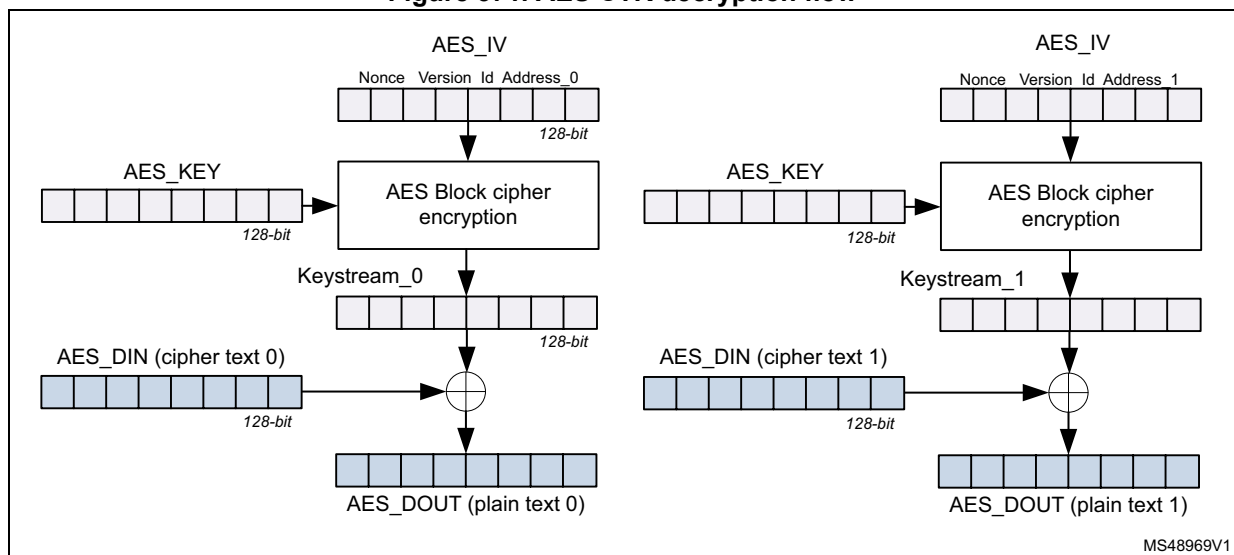 AES_IV
Nonce Version Id Address_0
128-bit
AES_KEY
128-bit
AES Block cipher
encryption
Keystream_0
128-bit
AES_DIN (cipher text 0)
128-bit
AES_DOUT (plain text 0)
AES_IV
Nonce Version Id Address_1
AES_KEY
128-bit
AES Block cipher
encryption
Keystream_1
AES_DIN (cipher text 1)
128-bit
AES_DOUT (plain text 1)
MS48969V1